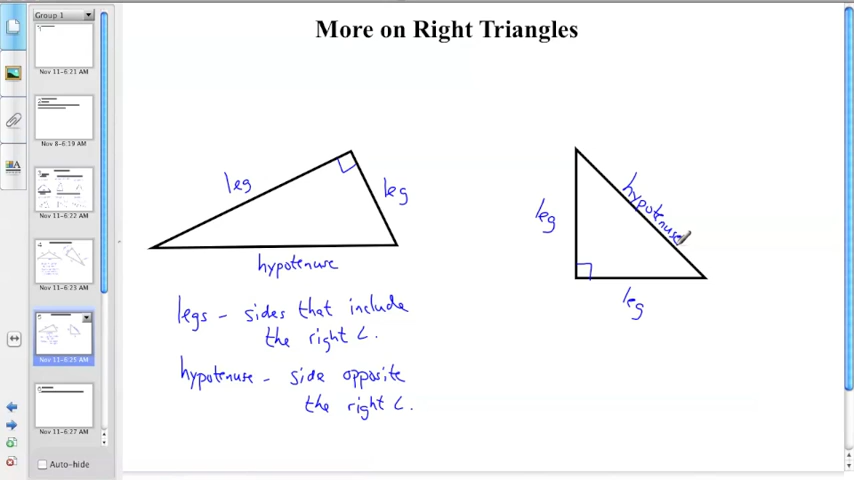 Group 1
More on Right Triangles
Nov 11-6:21 AM
Nov 8-6:19 AM
Nov 11-6:22 AM
Nov 11-6:23 AM
Nov 11-6:25 AM
Nov 11-6:27 AM
Auto-hide
leg
leg
hypotenuse
leg
hypotenuse
leg
legs - sides that include
the right <.
hypotenuse - side opposite
the right <.